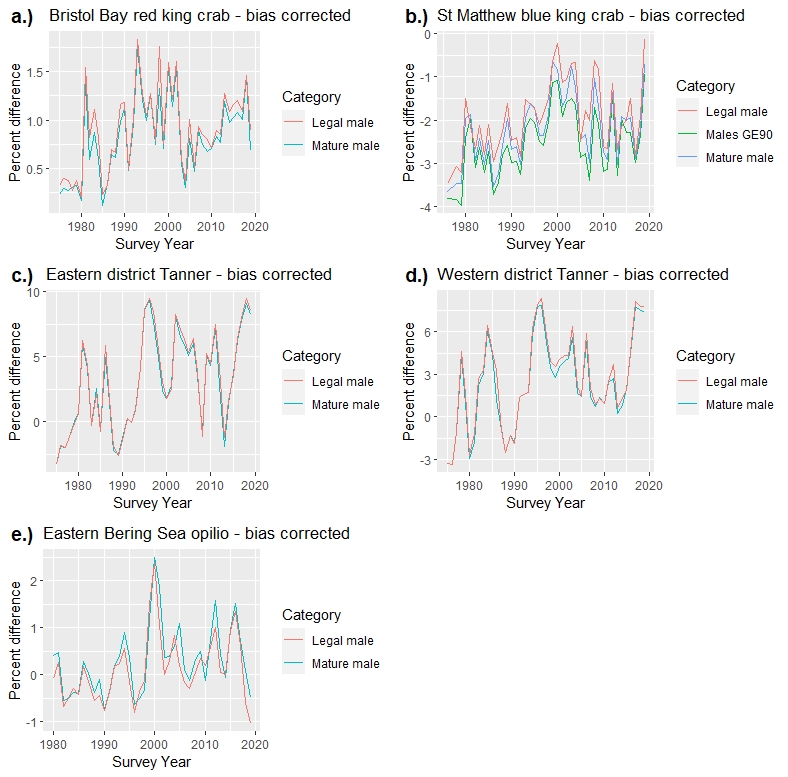 a.) Bristol Bay red king crab - bias corrected
Percent difference
1.5
1.0
0.5
1980 1990 2000 2010 2020
Survey Year
Category
Legal male
Mature male
b.) St Matthew blue king crab - bias corrected
Percent difference
0
-1
-2
-3
-4
1980 1990 2000 2010 2020
Survey Year
Category
Legal male
Males GE90
Mature male
c.) Eastern district Tanner - bias corrected
Percent difference
10
5
0
1980 1990 2000 2010 2020
Survey Year
Category
Legal male
Mature male
d.) Western district Tanner - bias corrected
Percent difference
6
3
0
-3
1980 1990 2000 2010 2020
Survey Year
Category
Legal male
Mature male
e.) Eastern Bering Sea opilio - bias corrected
Percent difference
2
1
0
-1
1980 1990 2000 2010 2020
Survey Year
Category
Legal male
Mature male